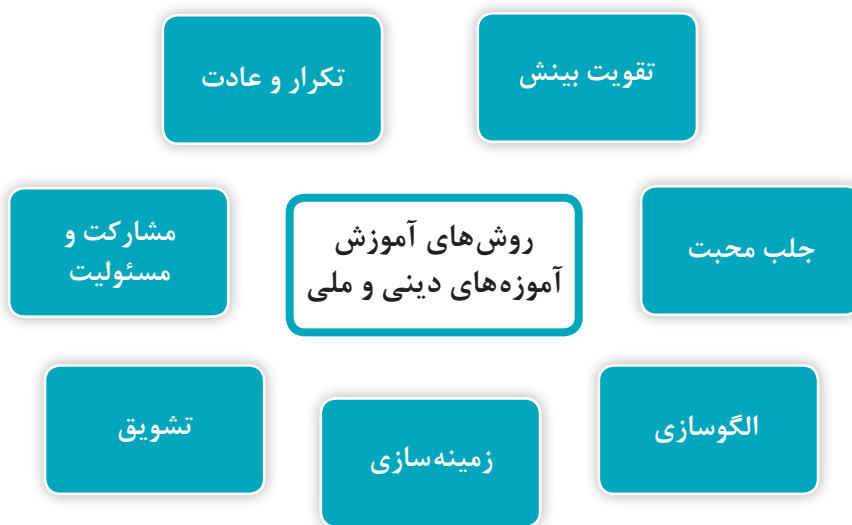 تقویت بینش
تکرار و عادت
جلب محبت
روش‌های آموزش
آموزه‌های دینی و ملی
مشارکت و
مسئولیت
الگوسازی
زمینه‌سازی
تشویق